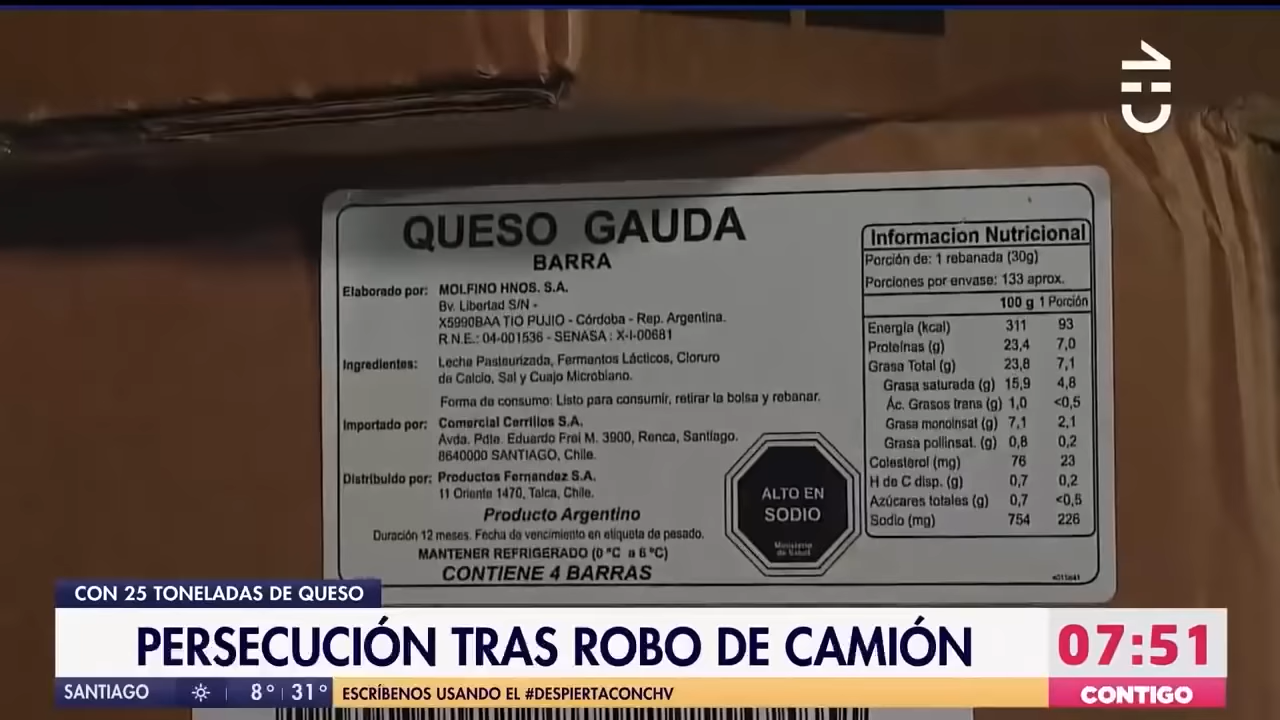 CHV
QUESO GAUDA
BARRA
Elaborado por: MOLFINO HNOS. S.A.
Bv. Libertad S/N -
X5990BAA TIO PUJIO - Córdoba - Rep. Argentina.
R.N.E.: 04-001536 - SENASA : X-I-00681
Ingredientes: Leche Pasteurizada, Fermentos Lácticos, Cloruro
de Calcio, Sal y Cuajo Microbiano.
Forma de consumo: Listo para consumir, retirar la bolsa y rebanar.
Importado por: Comercial Cerrillos S.A.
Avda. Pdte. Eduardo Frei M. 3900, Renca, Santiago.
8640000 SANTIAGO, Chile.
Distribuido por: Productos Fernandez S.A.
11 Oriente 1470, Talca, Chile.
Producto Argentino
Duración 12 meses. Fecha de vencimiento en etiqueta de pesado.
MANTENER REFRIGERADO (0 °C a 6 °C)
CONTIENE 4 BARRAS
ALTO EN
SODIO
Ministerio
de Salud
Informacion Nutricional
Porción de: 1 rebanada (30g)
Porciones por envase: 133 aprox.
100 g 1 Porción
Energía (kcal) 311 93
Proteínas (g) 23,4 7,0
Grasa Total (g) 23,8 7,1
Grasa saturada (g) 15,9 4,8
Ác. Grasos trans (g) 1,0 <0,5
Grasa monoinsat (g) 7,1 2,1
Grasa poliinsat. (g) 0,8 0,2
Colesterol (mg) 76 23
H de C disp. (g) 0,7 0,2
Azúcares totales (g) 0,7 <0,5
Sodio (mg) 754 226
CON 25 TONELADAS DE QUESO
PERSECUCIÓN TRAS ROBO DE CAMIÓN
07:51
SANTIAGO 8° 31° ESCRÍBENOS USANDO EL #DESPIERTACONCHV
CONTIGO